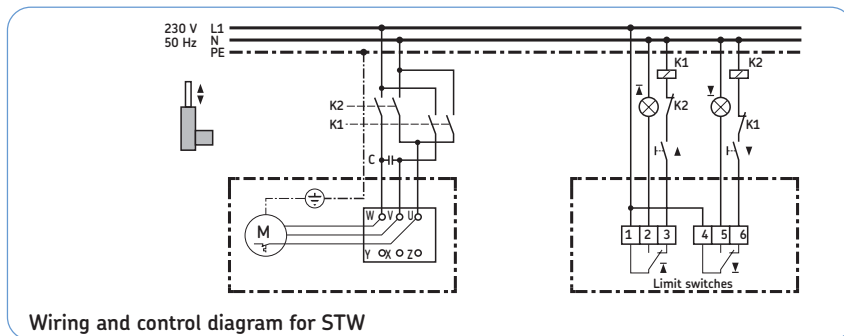 230 V L1
50 Hz N
PE
K1
K2
K2
K1
K2
K1
C
W V U
M
Y X Z
1 2 3 4 5 6
Limit switches
Wiring and control diagram for STW